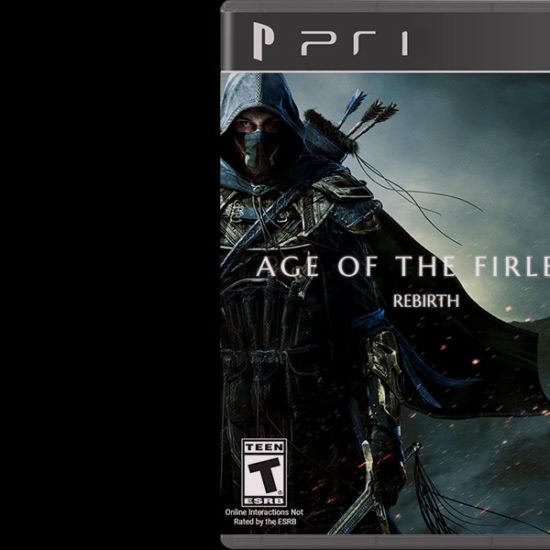 PRI
AGE OF THE FIRLE
REBIRTH
TEEN
T
ESRB
Online Interactions Not
Rated by the ESRB